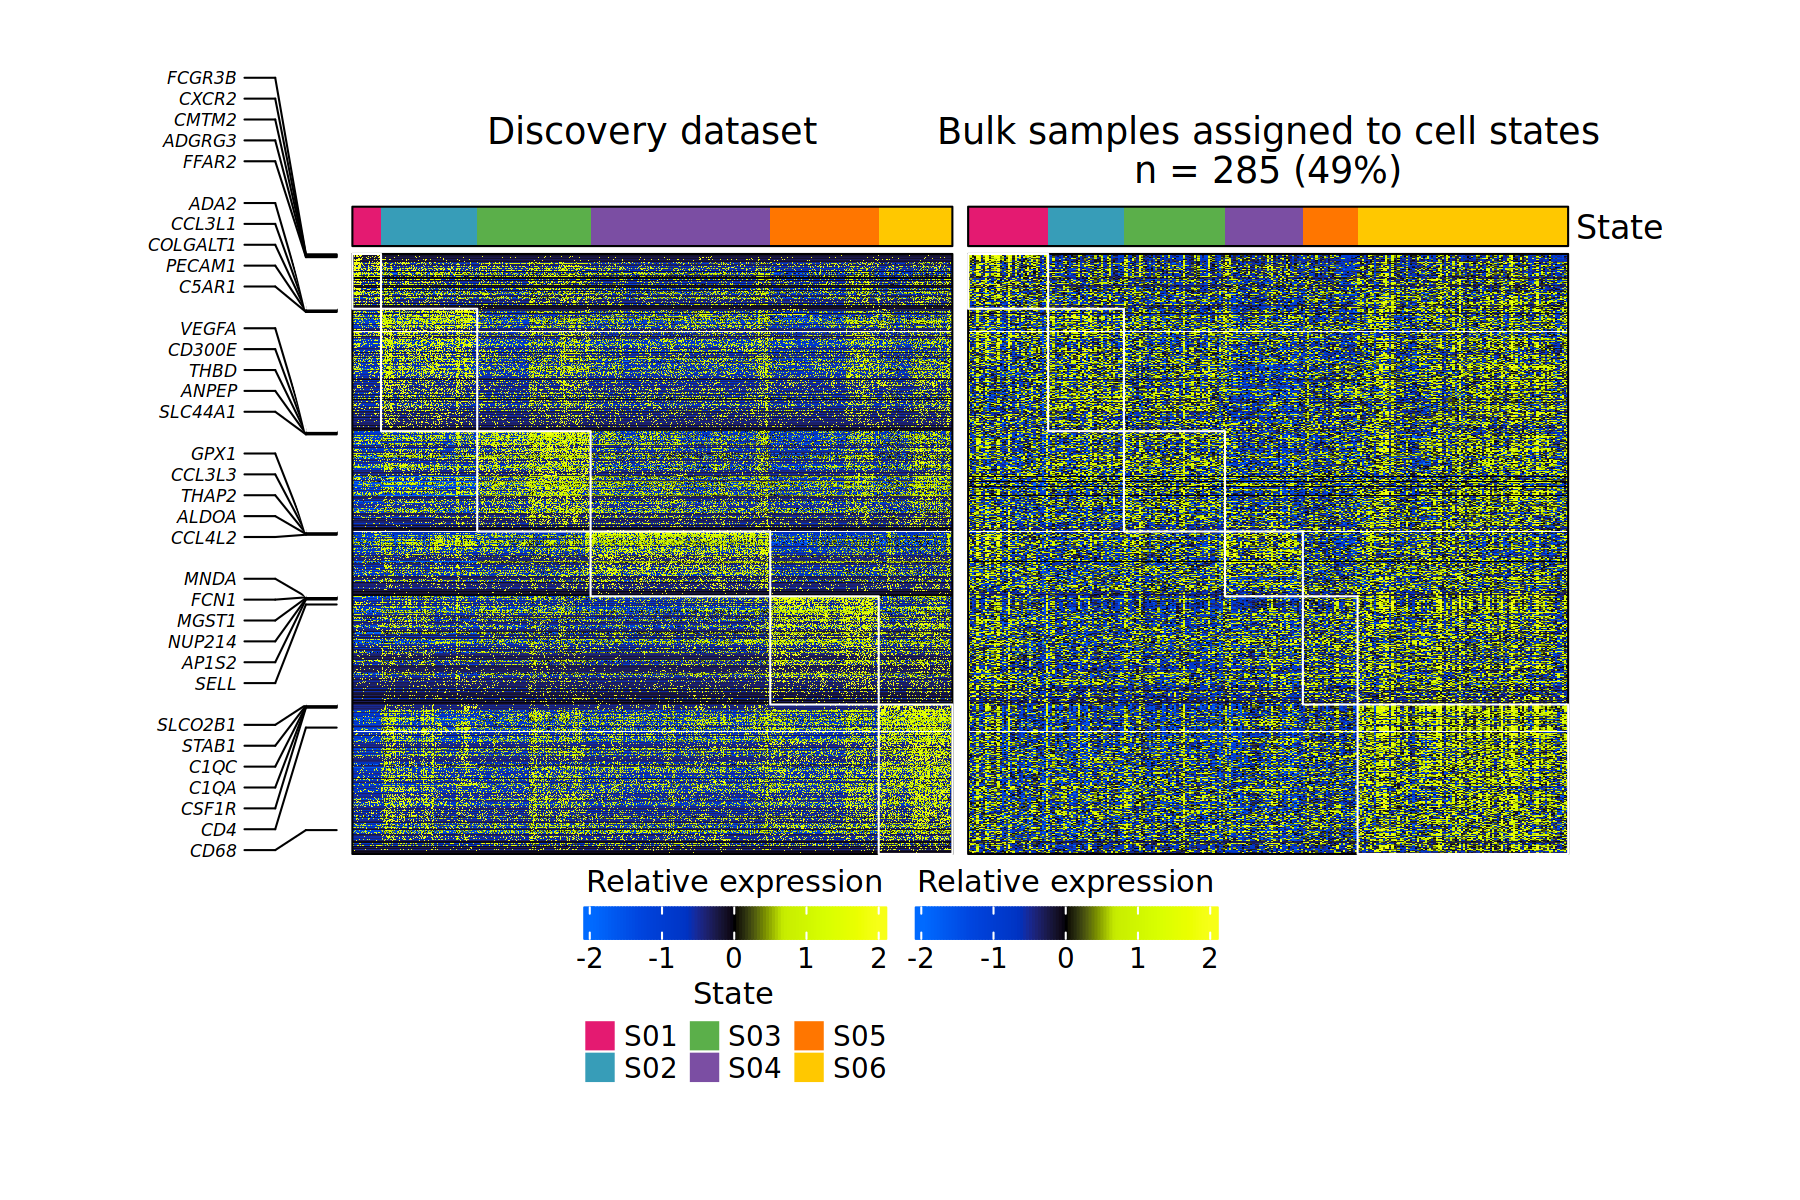 FCGR3B
CXCR2
CMTM2
ADGRG3
FFAR2
ADA2
CCL3L1
COLGALT1
PECAM1
C5AR1
VEGFA
CD300E
THBD
ANPEP
SLC44A1
GPX1
CCL3L3
THAP2
ALDOA
CCL4L2
MNDA
FCN1
MGST1
NUP214
AP1S2
SELL
SLCO2B1
STAB1
C1QC
C1QA
CSF1R
CD4
CD68
Discovery dataset
Bulk samples assigned to cell states
n = 285 (49%)
State
Relative expression
-2 -1 0 1 2
Relative expression
-2 -1 0 1 2
State
S01 S03 S05
S02 S04 S06